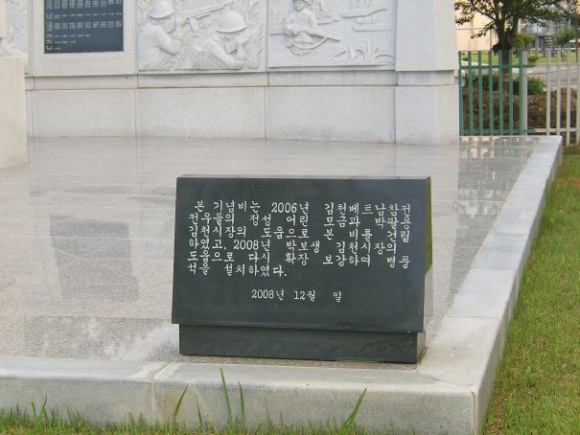 본 기념비는 2006년 김천베트남참전
전우들의 정성 어린 모금과 박팔용
김천시장의 도움으로 본 비를 건립
하였고, 2008년 박보생 김천시장의
도움으로 다시 확장 보강하여 병풍
석을 설치하였다.
2008년 12월 일